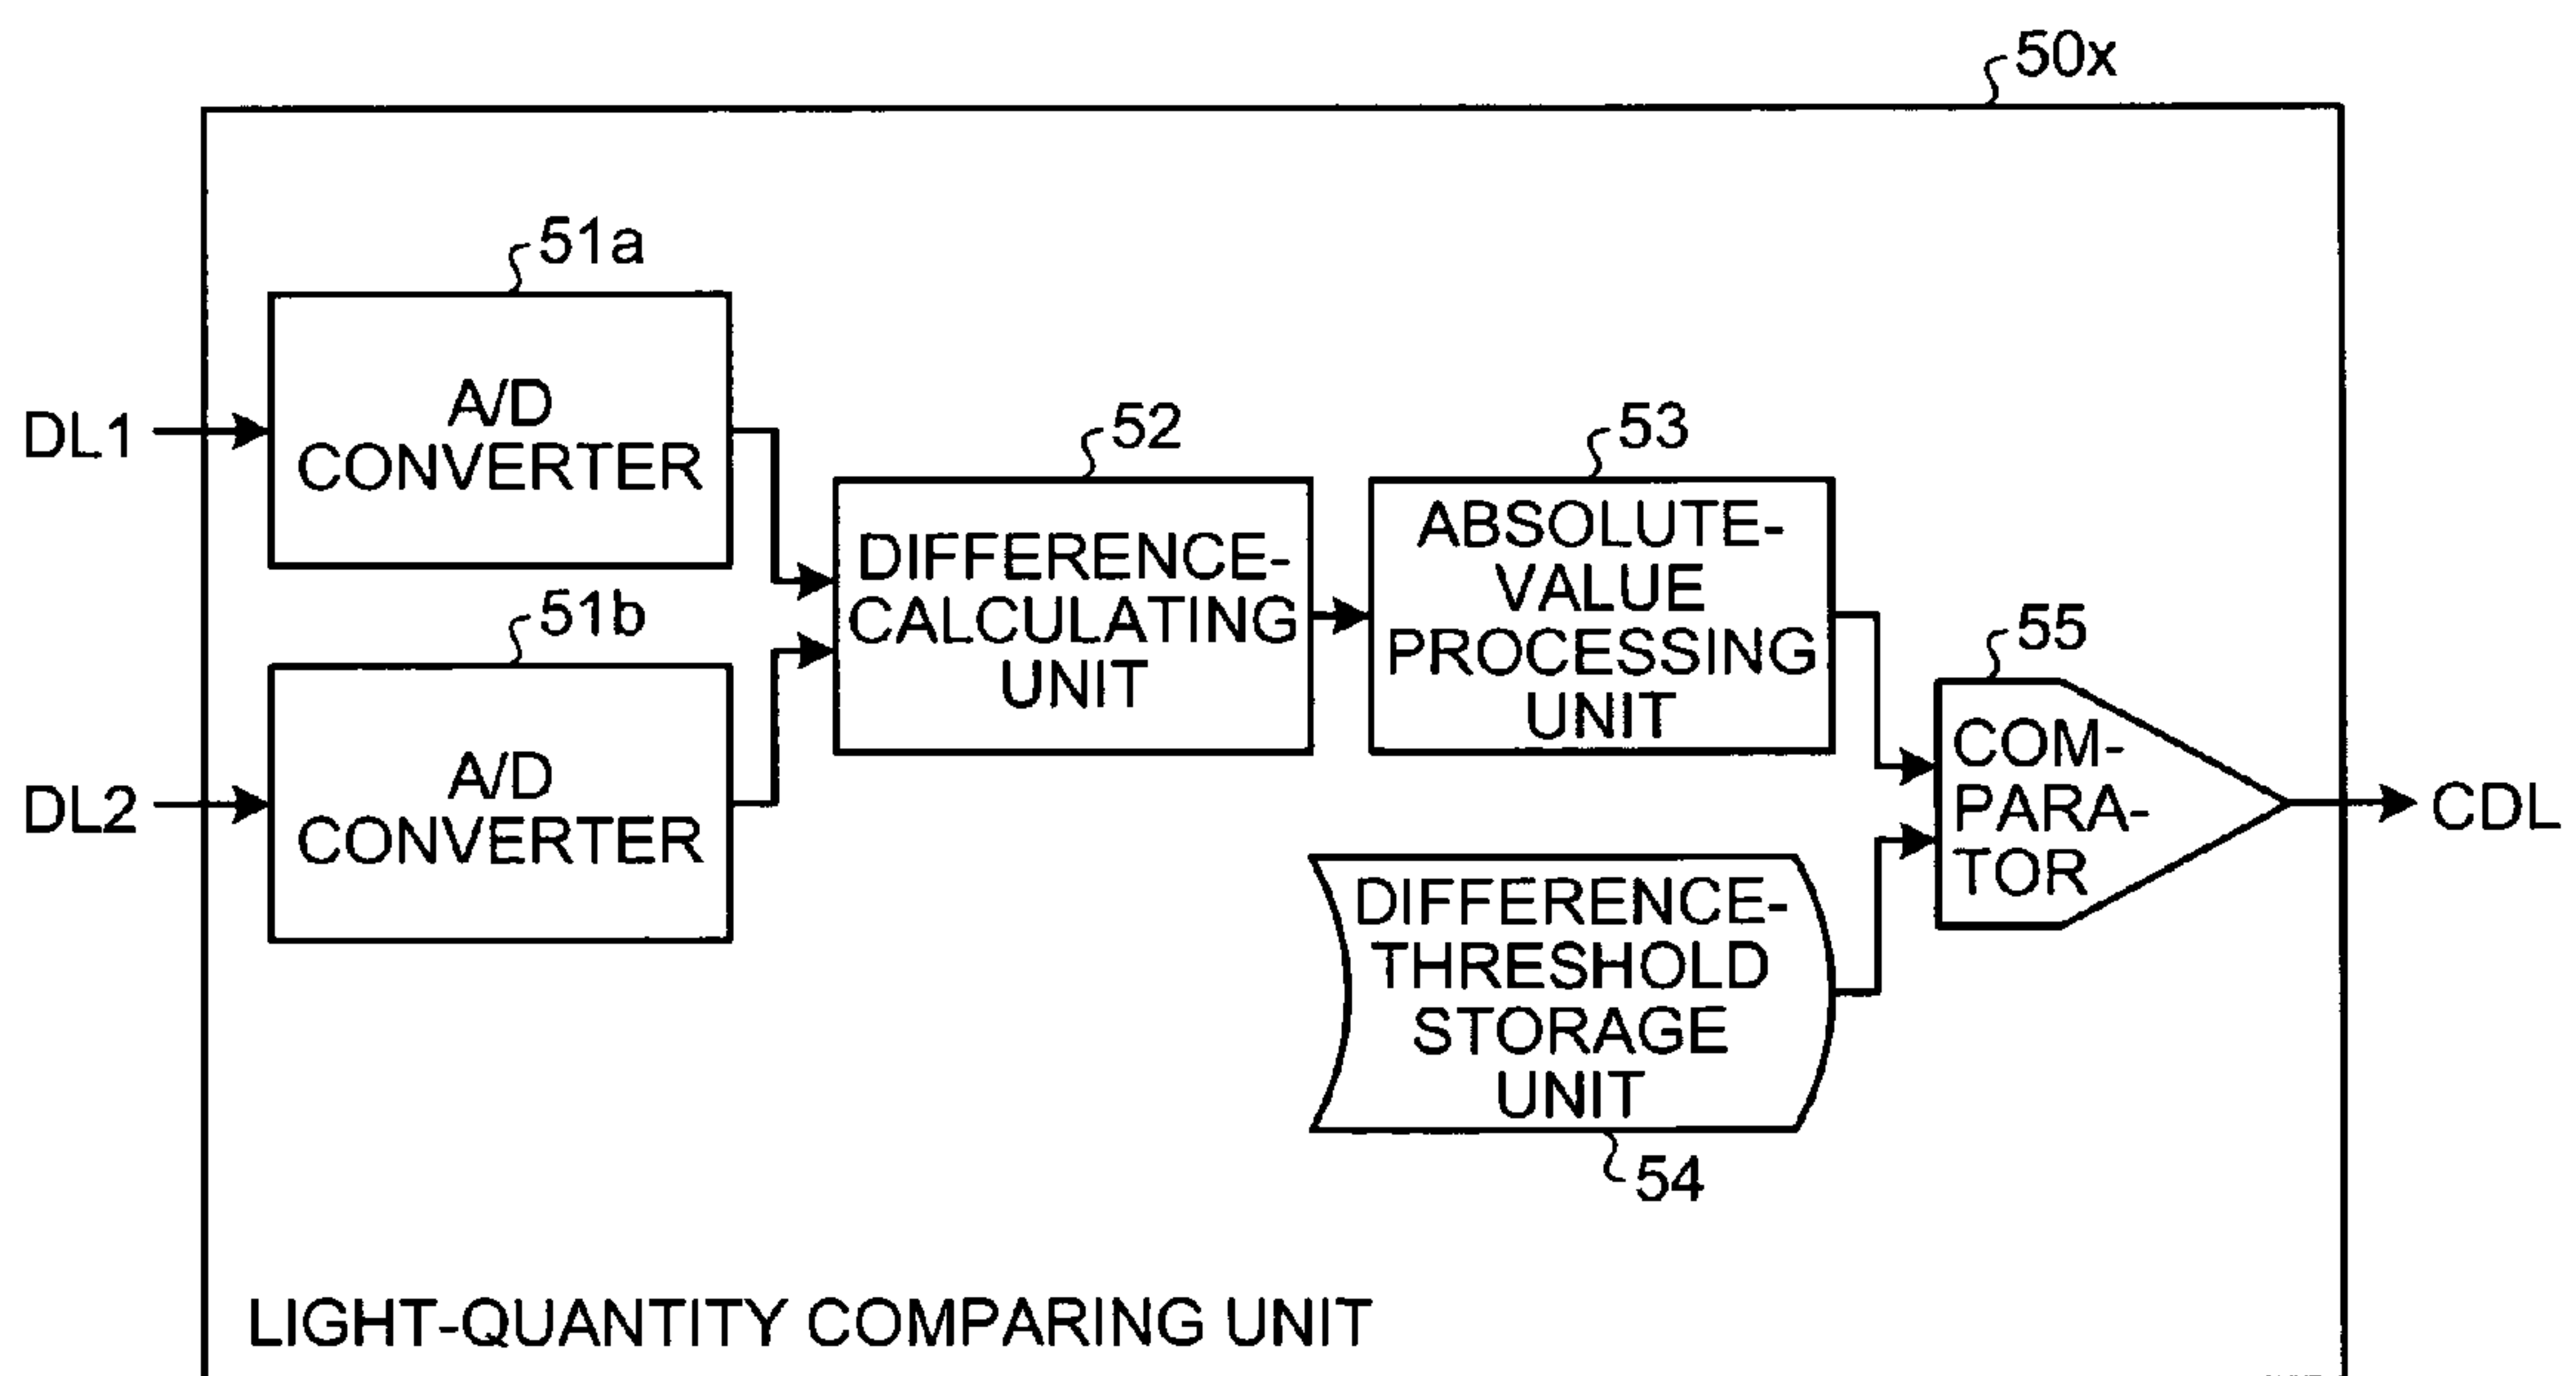 50x
51a
A/D
CONVERTER
DL1
52
DIFFERENCE-
CALCULATING
UNIT
53
ABSOLUTE-
VALUE
PROCESSING
UNIT
51b
A/D
CONVERTER
DL2
55
COM-
PARA-
TOR
CDL
DIFFERENCE-
THRESHOLD
STORAGE
UNIT
54
LIGHT-QUANTITY COMPARING UNIT